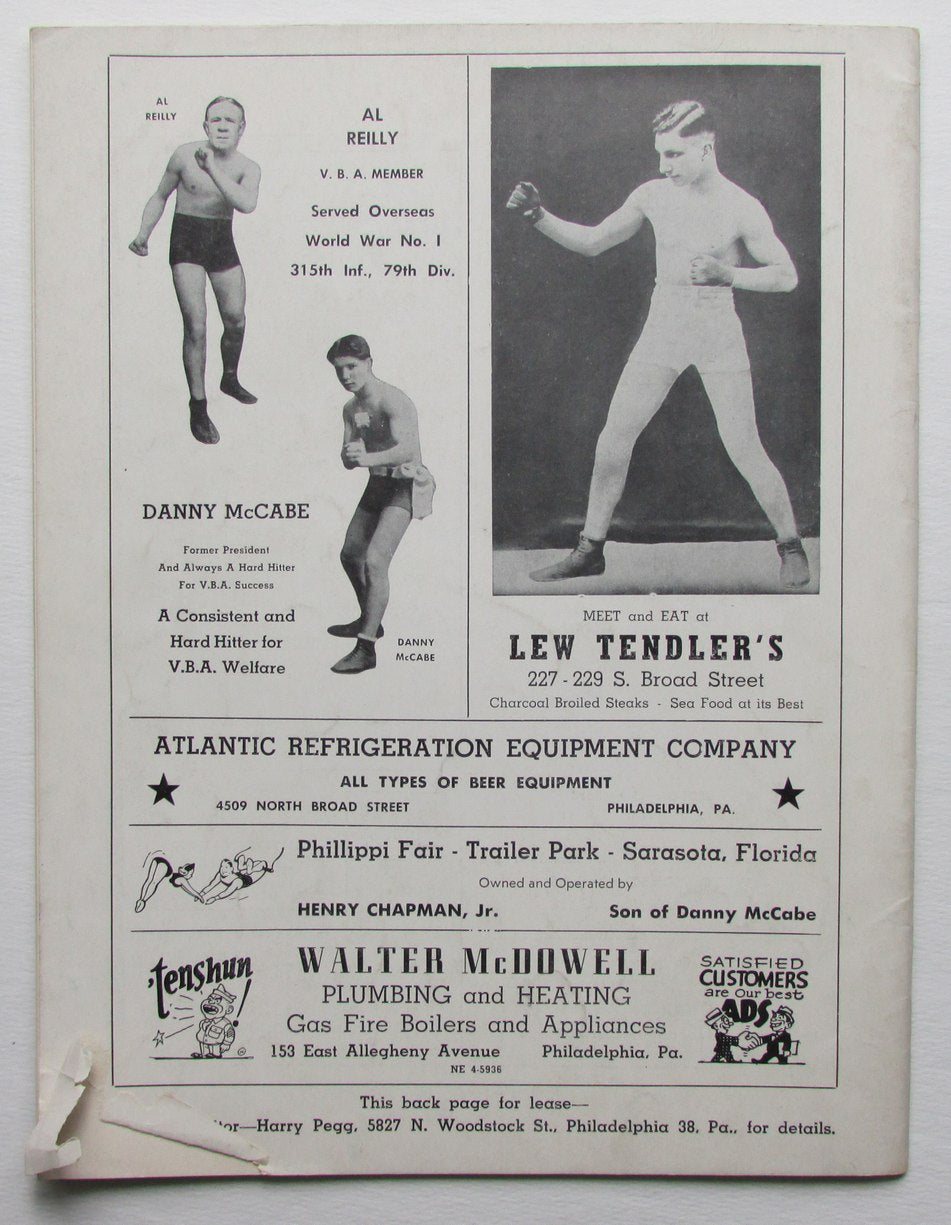 AL
REILLY
AL
REILLY
V. B. A. MEMBER
Served Overseas
World War No. I
315th Inf., 79th Div.
DANNY McCABE
Former President
And Always A Hard Hitter
For V.B.A. Success
A Consistent and
Hard Hitter for
V.B.A. Welfare
DANNY
McCABE
MEET and EAT at
LEW TENDLER'S
227 - 229 S. Broad Street
Charcoal Broiled Steaks - Sea Food at its Best
ATLANTIC REFRIGERATION EQUIPMENT COMPANY
ALL TYPES OF BEER EQUIPMENT
4509 NORTH BROAD STREET PHILADELPHIA, PA.
Phillippi Fair - Trailer Park - Sarasota, Florida
Owned and Operated by
HENRY CHAPMAN, Jr. Son of Danny McCabe
'tenshun!
WALTER McDOWELL
PLUMBING and HEATING
Gas Fire Boilers and Appliances
153 East Allegheny Avenue Philadelphia, Pa.
NE 4-5936
SATISFIED
CUSTOMERS
are our best
ADS
This back page for lease—
—Harry Pegg, 5827 N. Woodstock St., Philadelphia 38, Pa., for details.